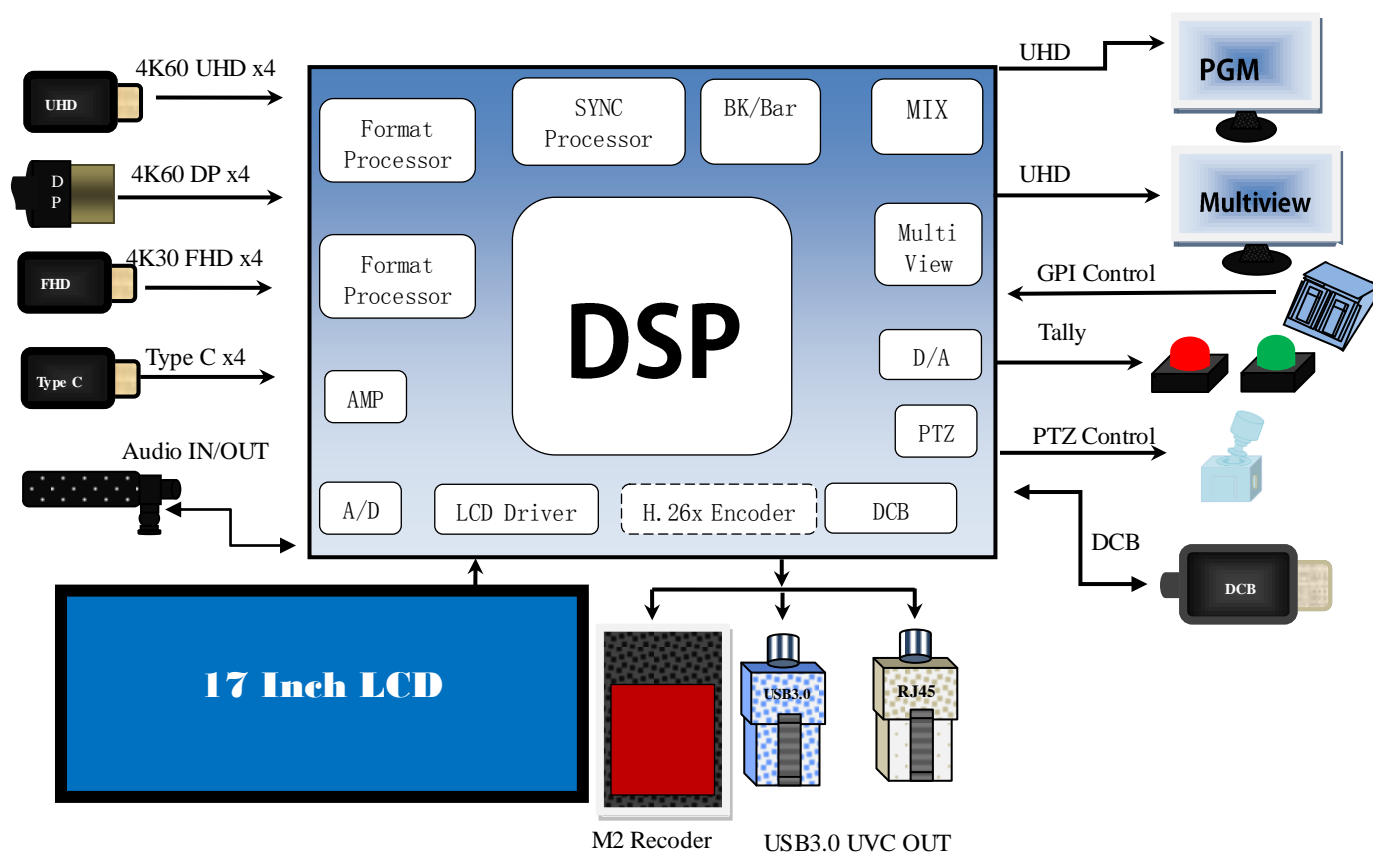 4K60 UHD x4
UHD
4K60 DP x4
D
P
4K30 FHD x4
FHD
Type C x4
Type C
Audio IN/OUT
Format
Processor
SYNC
Processor
BK/Bar
MIX
Format
Processor
DSP
Multi
View
AMP
D/A
PTZ
A/D
LCD Driver
H.26x Encoder
DCB
UHD
PGM
UHD
Multiview
GPI Control
Tally
PTZ Control
DCB
DCB
17 Inch LCD
USB3.0
RJ45
M2 Recoder
USB3.0 UVC OUT